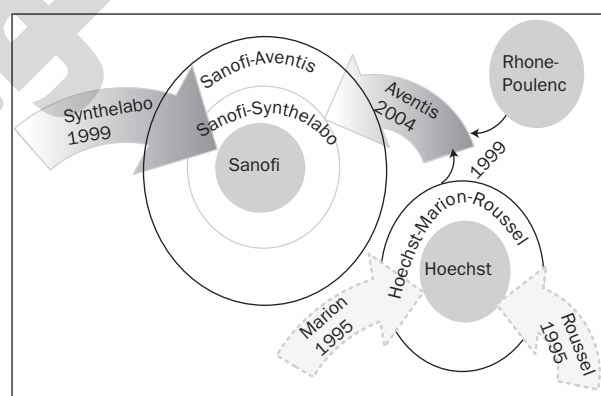 Sanofi-Aventis
Synthelabo
1999
Sanofi-Synthelabo
Sanofi
Aventis
2004
Rhone-
Poulenc
1999
Hoechst-Marion-Roussel
Hoechst
Marion
1995
Roussel
1995